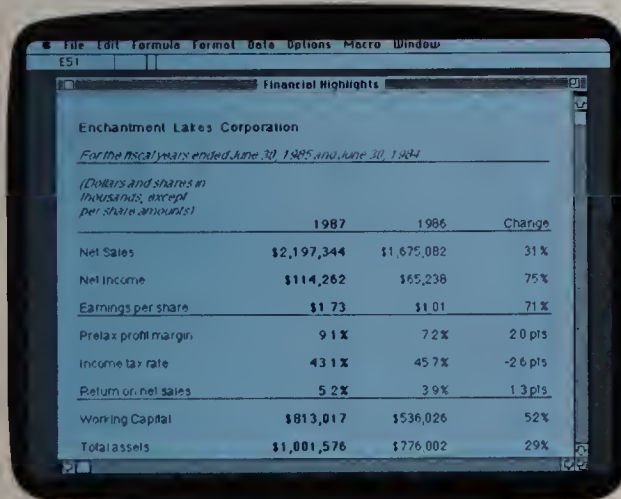 File Edit Formula Format Data Options Macro Window
E51
Financial Highlights
Enchantment Lakes Corporation
For the fiscal years ended June 30, 1985 and June 30, 1984
(Dollars and shares in
thousands, except
per share amounts)
1987 1986 Change
Net Sales $2,197,344 $1,675,082 31%
Net Income $114,262 $65,238 75%
Earnings per share $1.73 $1.01 71%
Pretax profit margin 9.1% 7.2% 2.0 pts
Income tax rate 43.1% 45.7% -2.6 pts
Return on net sales 5.2% 3.9% 1.3 pts
Working Capital $813,017 $536,026 52%
Total assets $1,001,576 $776,002 29%